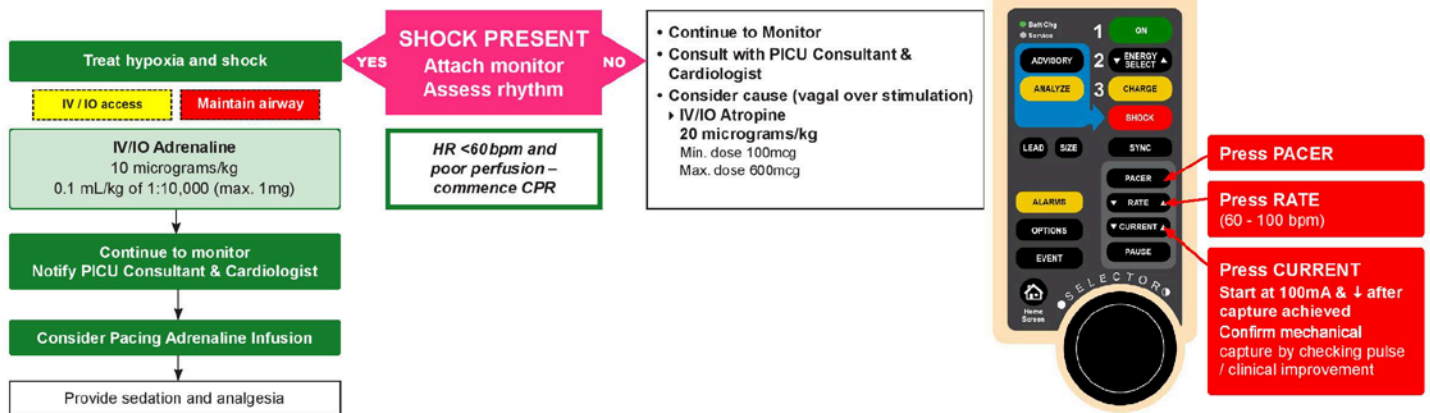 Treat hypoxia and shock
IV / IO access
Maintain airway
IV/IO Adrenaline
10 micrograms/kg
0.1 mL/kg of 1:10,000 (max. 1mg)
Continue to monitor
Notify PICU Consultant & Cardiologist
Consider Pacing Adrenaline Infusion
Provide sedation and analgesia
YES
SHOCK PRESENT
Attach monitor
Assess rhythm
NO
HR <60bpm and
poor perfusion –
commence CPR
• Continue to Monitor
• Consult with PICU Consultant &
Cardiologist
• Consider cause (vagal over stimulation)
▸ IV/IO Atropine
20 micrograms/kg
Min. dose 100mcg
Max. dose 600mcg
Batt Chg
Service
1
ON
ADVISORY
2
▼ ENERGY SELECT ▲
ANALYZE
3
CHARGE
SHOCK
LEAD
SIZE
SYNC
PACER
ALARMS
▼ RATE ▲
OPTIONS
▼ CURRENT ▲
EVENT
PAUSE
SELECTOR
Home
Screen
Press PACER
Press RATE
(60 - 100 bpm)
Press CURRENT
Start at 100mA & ↓ after
capture achieved
Confirm mechanical
capture by checking pulse
/ clinical improvement